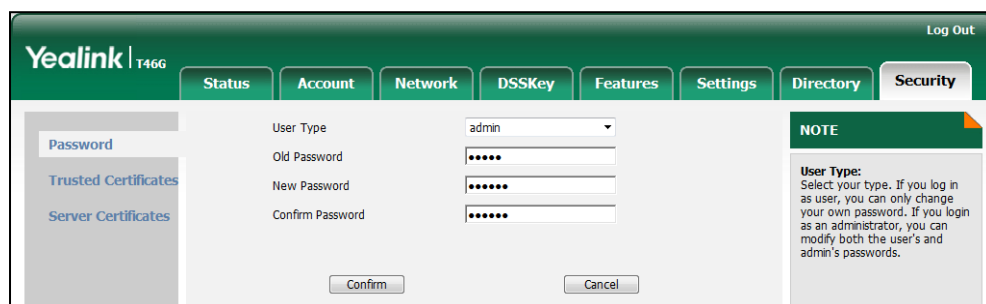 Log Out
Yealink T46G
Status Account Network DSSKey Features Settings Directory Security
Password
Trusted Certificates
Server Certificates
User Type admin
Old Password •••••
New Password ••••••
Confirm Password ••••••
Confirm Cancel
NOTE
User Type:
Select your type. If you log in
as user, you can only change
your own password. If you login
as an administrator, you can
modify both the user's and
admin's passwords.